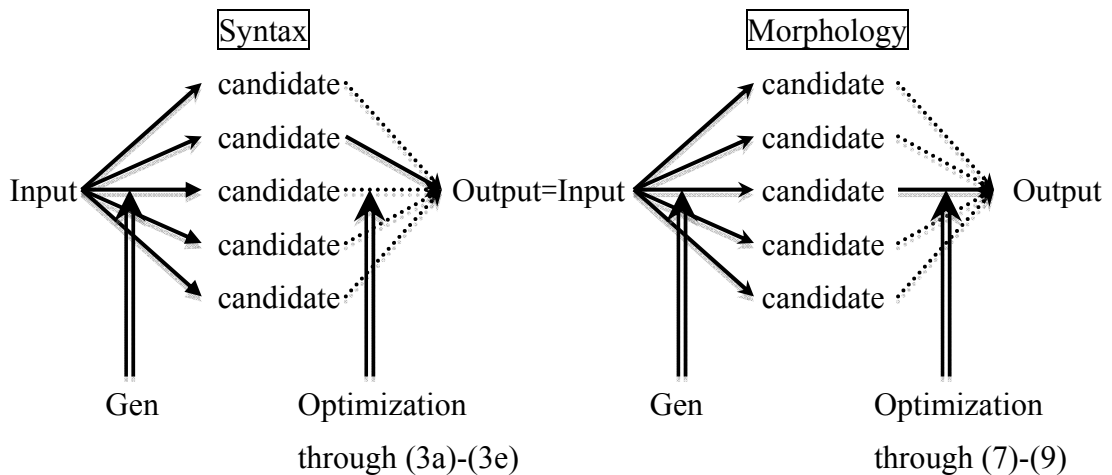 Syntax Morphology
candidate candidate
candidate candidate
Input candidate Output=Input candidate Output
candidate candidate
candidate candidate
Gen Optimization Gen Optimization
through (3a)-(3e) through (7)-(9)